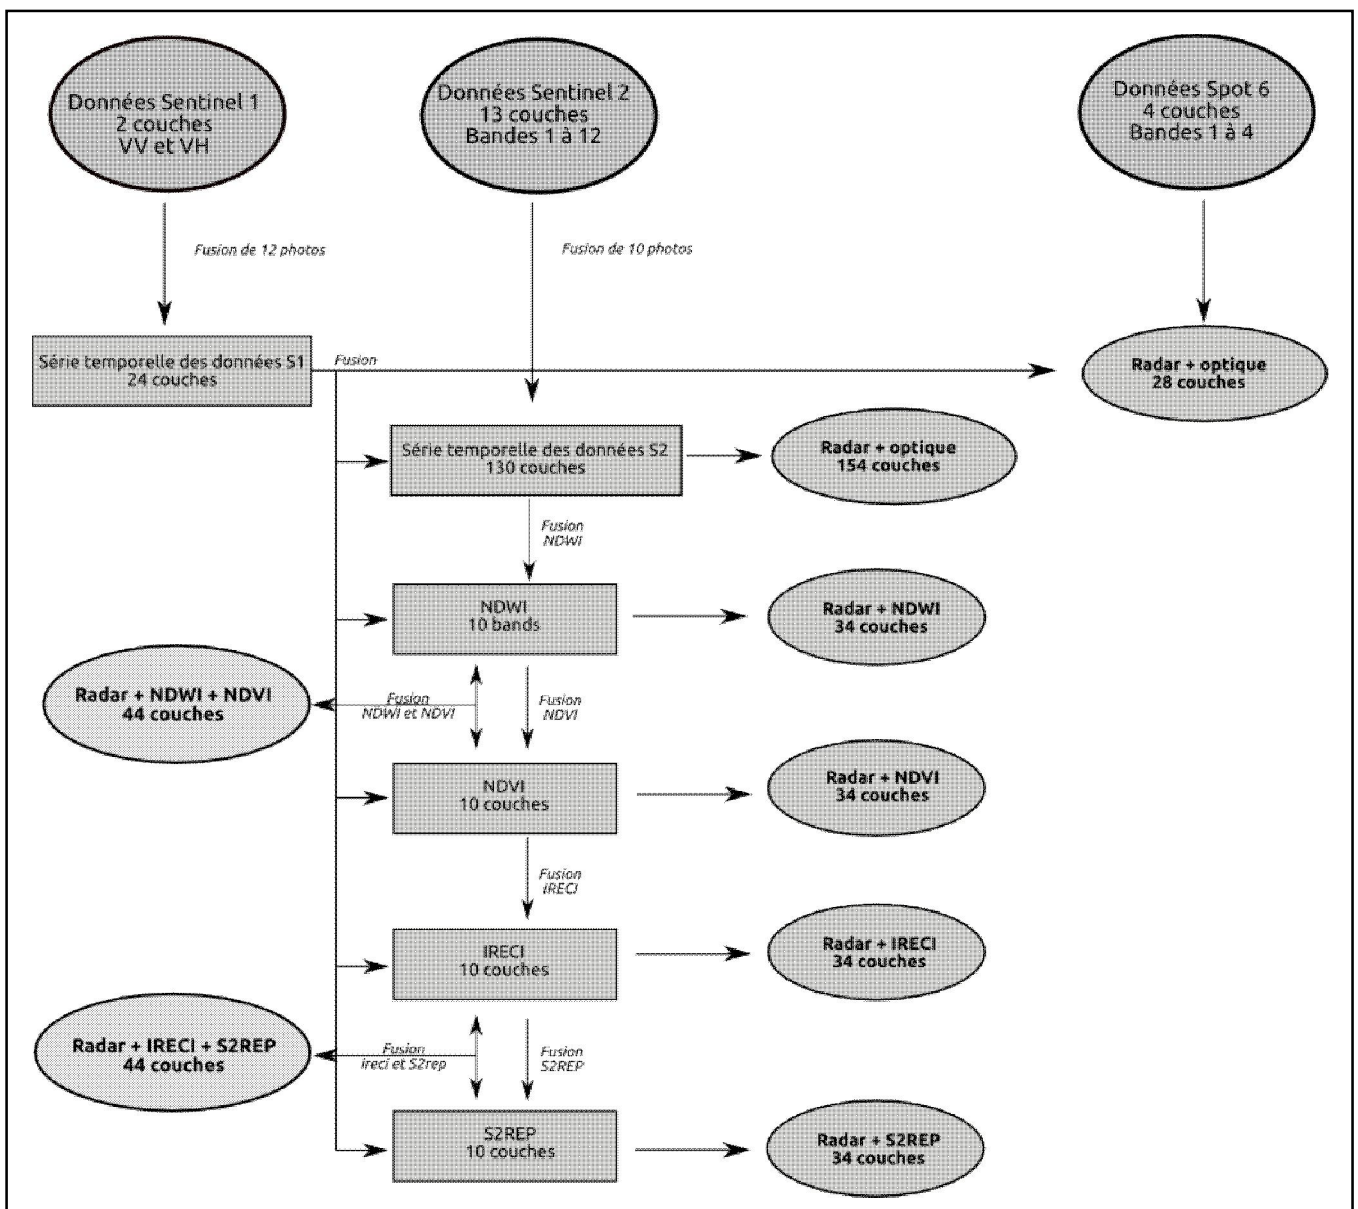 Données Sentinel 1
2 couches
VV et VH
Données Sentinel 2
13 couches
Bandes 1 à 12
Données Spot 6
4 couches
Bandes 1 à 4
Fusion de 12 photos
Fusion de 10 photos
Série temporelle des données S1
24 couches
Fusion
Radar + optique
28 couches
Série temporelle des données S2
130 couches
Radar + optique
154 couches
Fusion
NDWI
NDWI
10 bands
Radar + NDWI
34 couches
Radar + NDWI + NDVI
44 couches
Fusion
NDWI et NDVI
Fusion
NDVI
NDVI
10 couches
Radar + NDVI
34 couches
Fusion
IRECI
IRECI
10 couches
Radar + IRECI
34 couches
Radar + IRECI + S2REP
44 couches
Fusion
ireci et S2rep
Fusion
S2REP
S2REP
10 couches
Radar + S2REP
34 couches